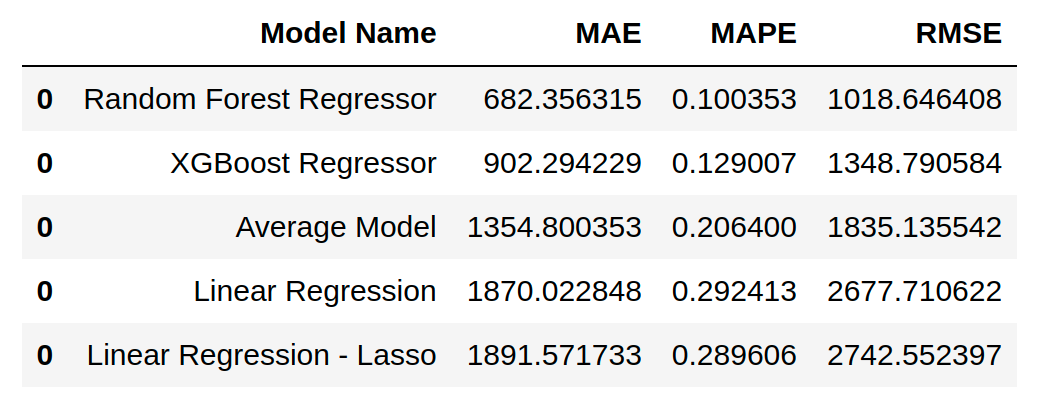 Model Name MAE MAPE RMSE
0 Random Forest Regressor 682.356315 0.100353 1018.646408
0 XGBoost Regressor 902.294229 0.129007 1348.790584
0 Average Model 1354.800353 0.206400 1835.135542
0 Linear Regression 1870.022848 0.292413 2677.710622
0 Linear Regression - Lasso 1891.571733 0.289606 2742.552397